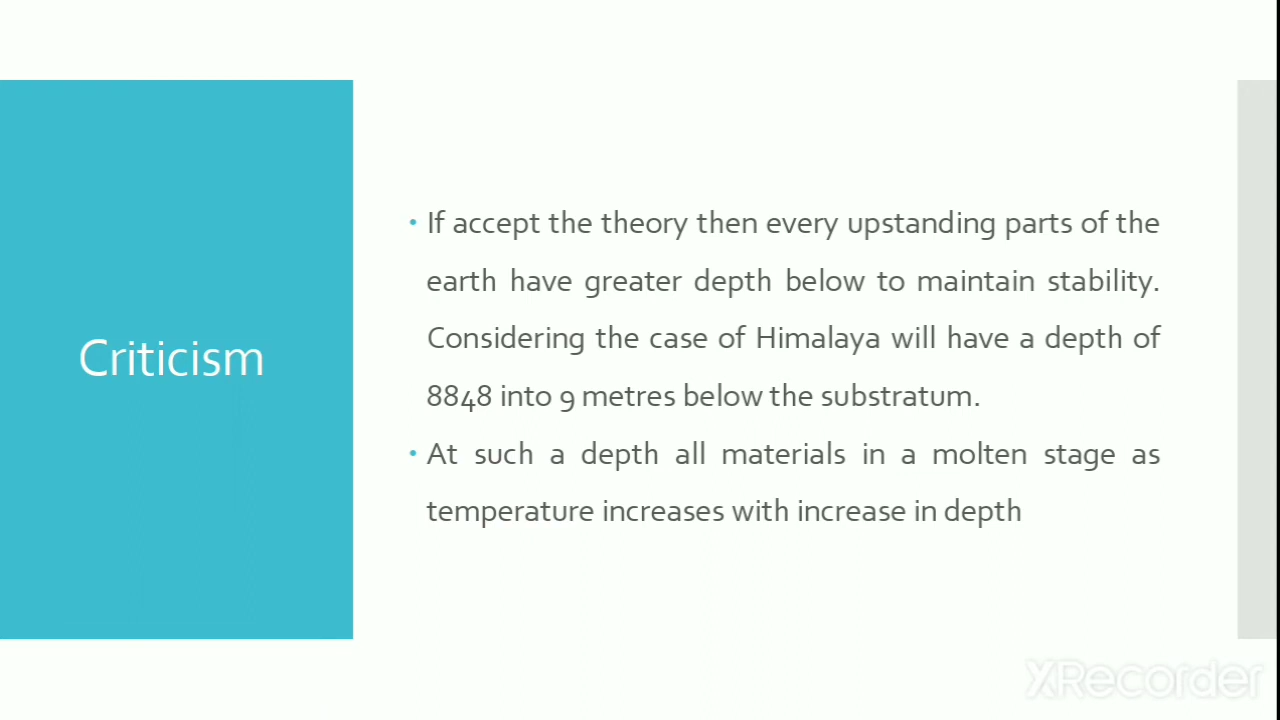 Criticism
• If accept the theory then every upstanding parts of the
earth have greater depth below to maintain stability.
Considering the case of Himalaya will have a depth of
8848 into 9 metres below the substratum.
• At such a depth all materials in a molten stage as
temperature increases with increase in depth
XRecorder